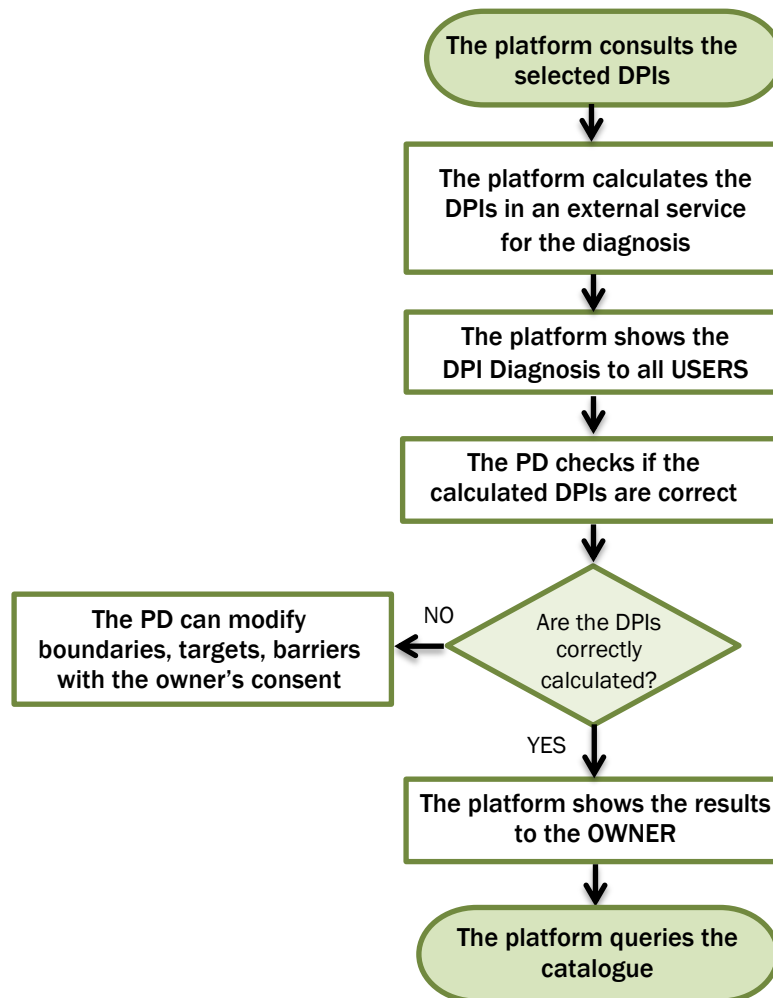 The platform consults the
selected DPIs
The platform calculates the
DPIs in an external service
for the diagnosis
The platform shows the
DPI Diagnosis to all USERS
The PD checks if the
calculated DPIs are correct
The PD can modify
boundaries, targets, barriers
with the owner’s consent
NO
Are the DPIs
correctly
calculated?
YES
The platform shows the results
to the OWNER
The platform queries the
catalogue